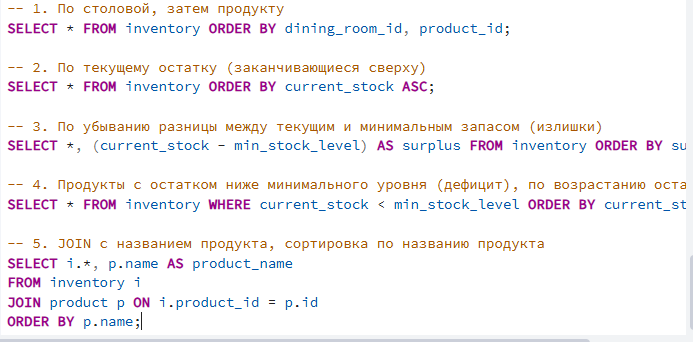 -- 1. По столовой, затем продукту
SELECT * FROM inventory ORDER BY dining_room_id, product_id;
-- 2. По текущему остатку (заканчивающиеся сверху)
SELECT * FROM inventory ORDER BY current_stock ASC;
-- 3. По убыванию разницы между текущим и минимальным запасом (излишки)
SELECT *, (current_stock - min_stock_level) AS surplus FROM inventory ORDER BY su
-- 4. Продукты с остатком ниже минимального уровня (дефицит), по возрастанию оста
SELECT * FROM inventory WHERE current_stock < min_stock_level ORDER BY current_st
-- 5. JOIN с названием продукта, сортировка по названию продукта
SELECT i.*, p.name AS product_name
FROM inventory i
JOIN product p ON i.product_id = p.id
ORDER BY p.name;